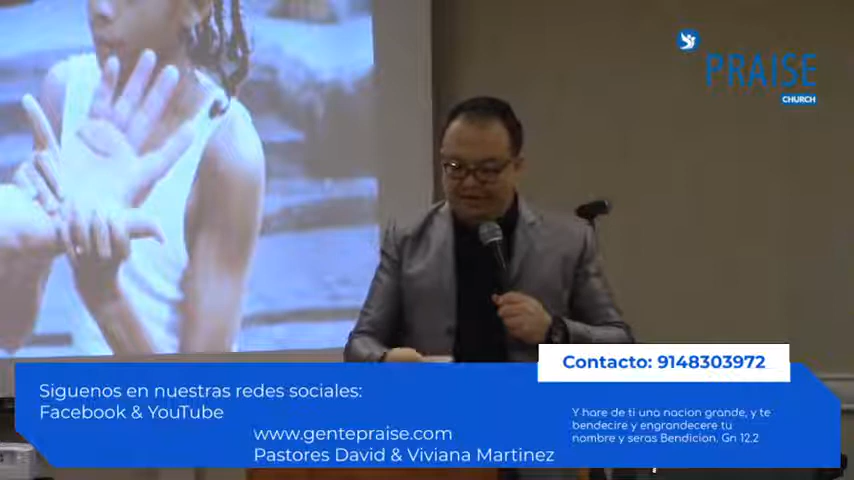 PRAISE
CHURCH
Contacto: 9148303972
Siguenos en nuestras redes sociales:
Facebook & YouTube
www.gentepraise.com
Pastores David & Viviana Martinez
Y hare de ti una nacion grande, y te
bendecire y engrandecere tu
nombre y seras Bendicion. Gn 12.2